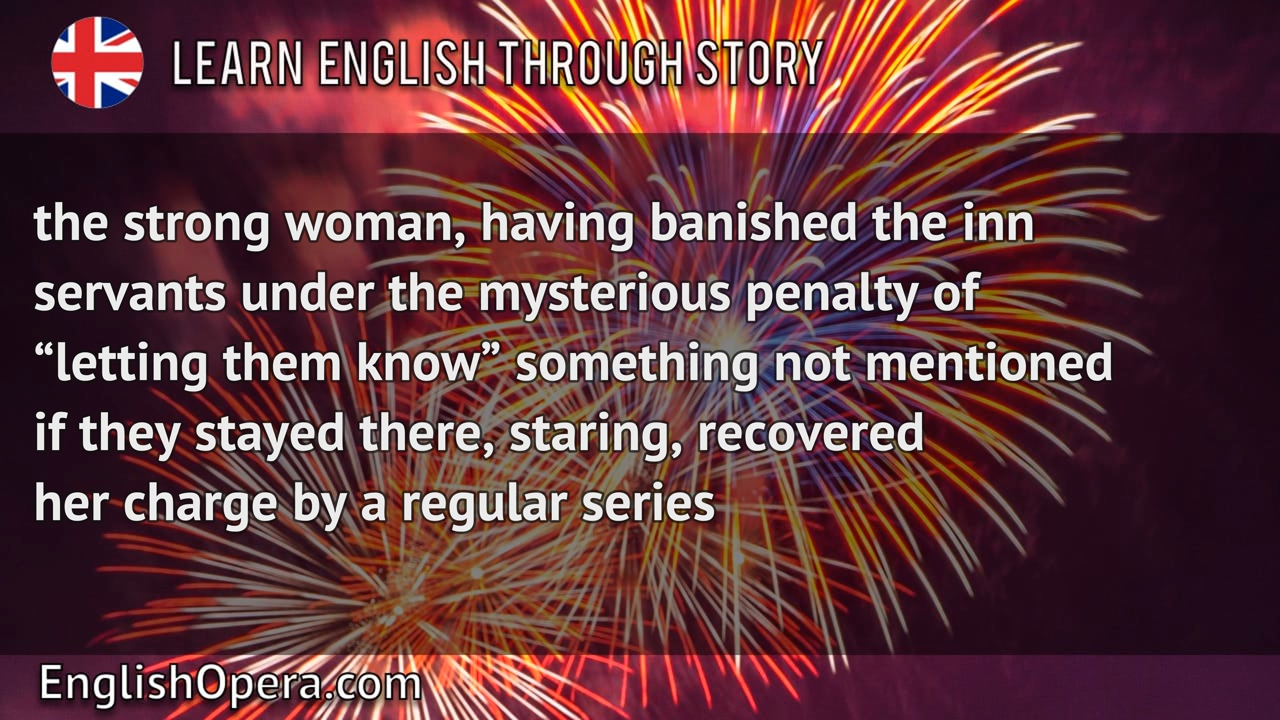 LEARN ENGLISH THROUGH STORY
the strong woman, having banished the inn
servants under the mysterious penalty of
“letting them know” something not mentioned
if they stayed there, staring, recovered
her charge by a regular series
EnglishOpera.com